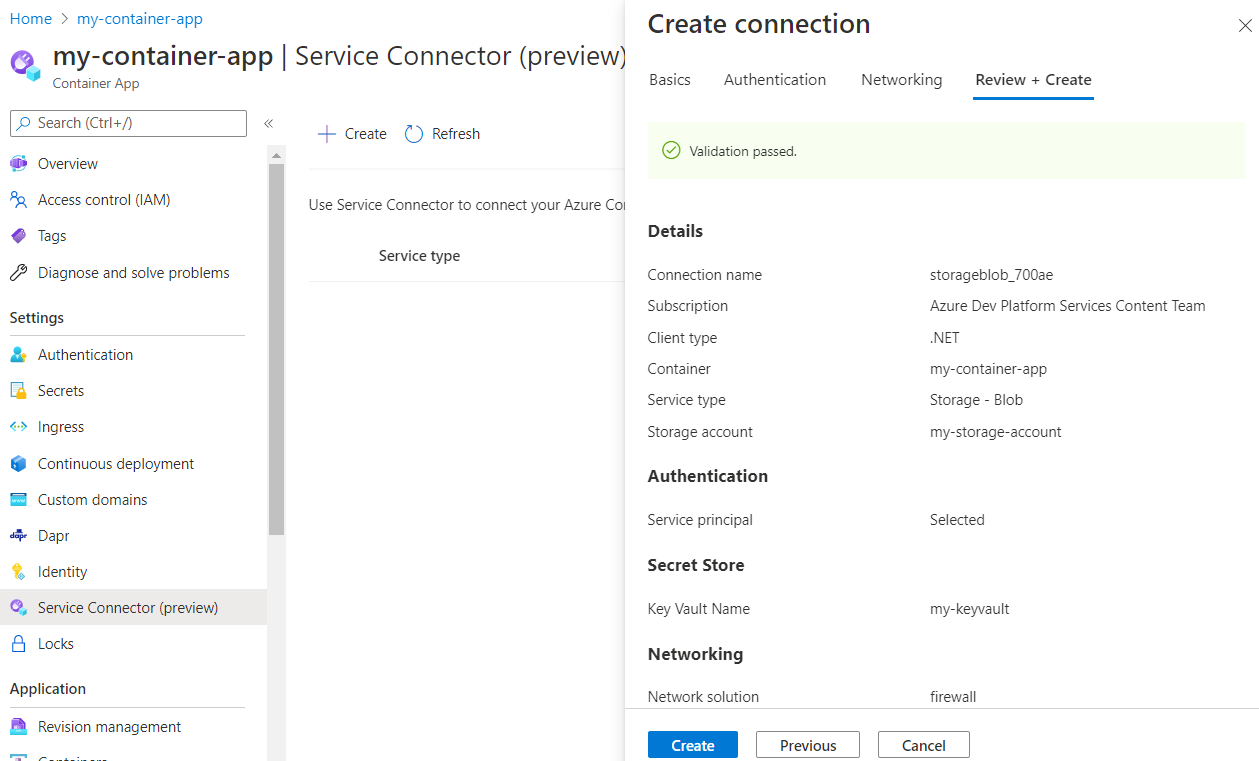 Home > my-container-app
my-container-app | Service Connector (preview)
Container App
Search (Ctrl+/)
«
Overview
Access control (IAM)
Tags
Diagnose and solve problems
Settings
Authentication
Secrets
Ingress
Continuous deployment
Custom domains
Dapr
Identity
Service Connector (preview)
Locks
Application
Revision management
Containers
Create
Refresh
Use Service Connector to connect your Azure Co
Service type
Create connection
Basics
Authentication
Networking
Review + Create
Validation passed.
Details
Connection name storageblob_700ae
Subscription Azure Dev Platform Services Content Team
Client type .NET
Container my-container-app
Service type Storage - Blob
Storage account my-storage-account
Authentication
Service principal Selected
Secret Store
Key Vault Name my-keyvault
Networking
Network solution firewall
Create
Previous
Cancel